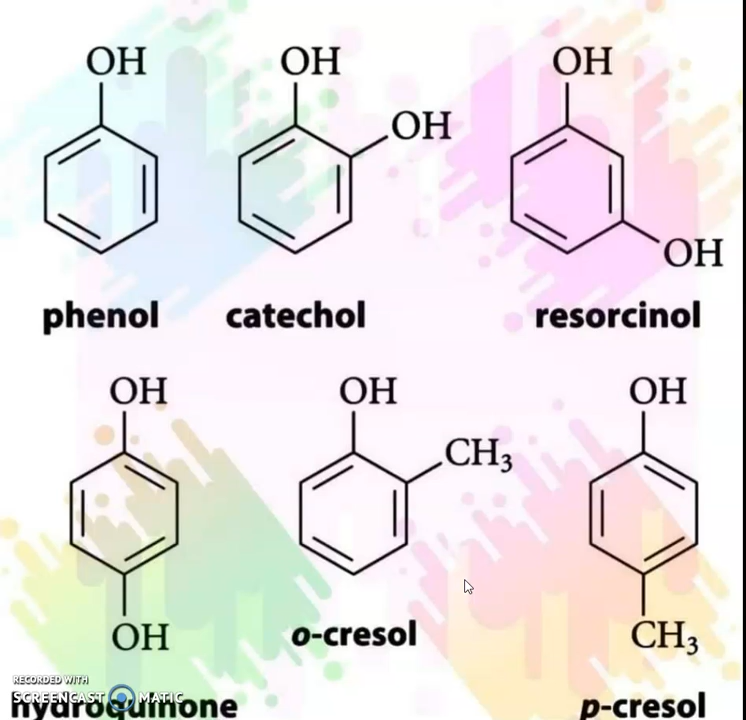 OH OH OH
OH
OH
phenol catechol resorcinol
OH OH OH
CH₃
OH
o-cresol
CH₃
RECORDED WITH
SCREENCAST MATIC
hydroquinone p-cresol